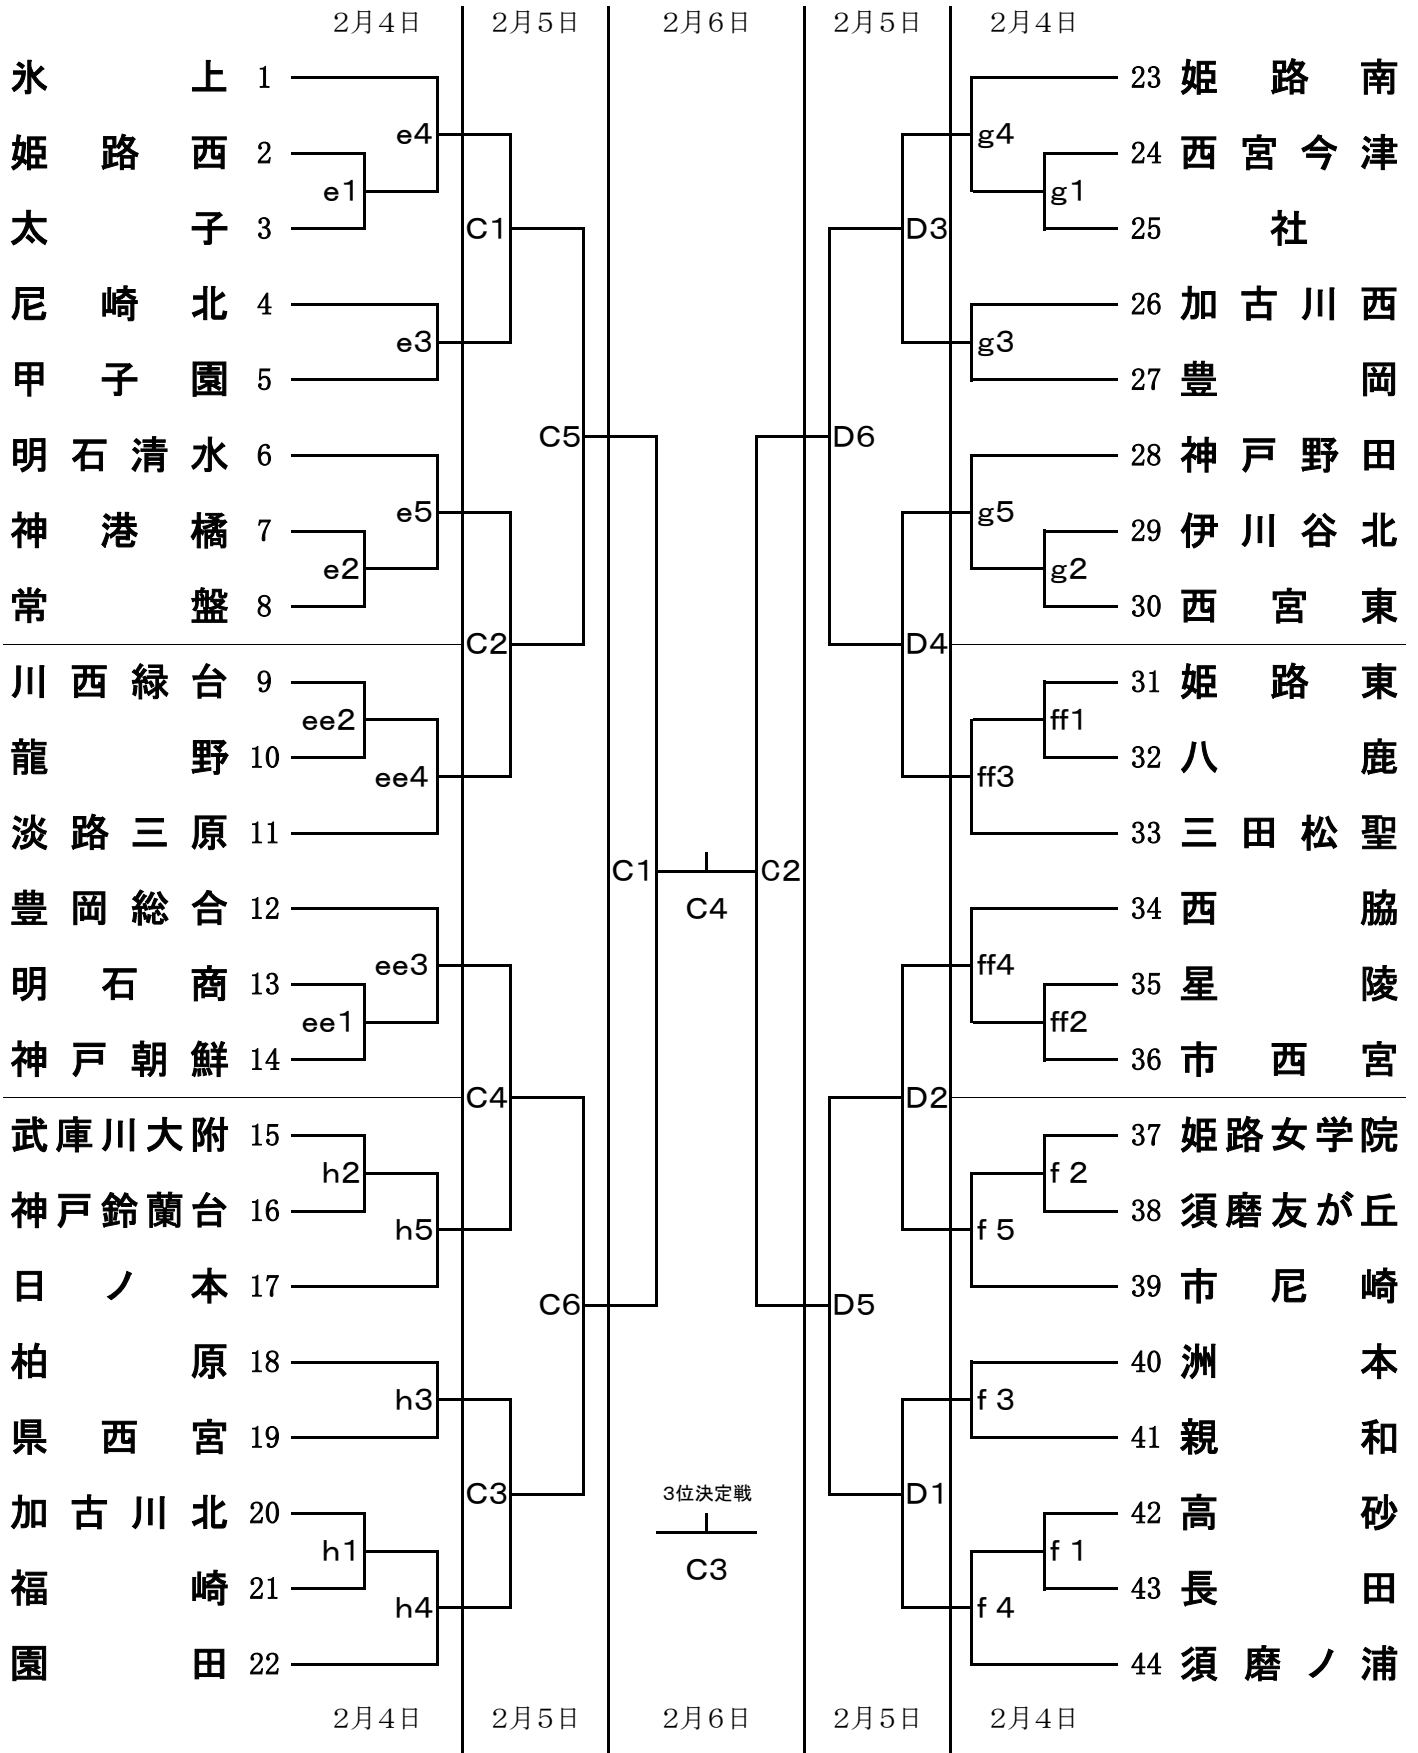 2月4日 2月5日 2月6日 2月5日 2月4日
氷上 1 23 姫路南
e4 g4
姫路西 2 24 西宮今津
e1 g1
太子 3 C1 D3 25 社
尼崎北 4 26 加古川西
e3 g3
甲子園 5 27 豊岡
明石清水 6 C5 D6 28 神戸野田
e5 g5
神港橘 7 29 伊川谷北
e2 g2
常盤 8 30 西宮東
C2 D4
川西緑台 9 31 姫路東
ee2 ff1
龍野 10 32 八鹿
ee4 ff3
淡路三原 11 33 三田松聖
C1 C2
豊岡総合 12 C4 34 西脇
ee3 ff4
明石商 13 35 星陵
ee1 ff2
神戸朝鮮 14 36 市西宮
C4 D2
武庫川大附 15 37 姫路女学院
h2 f 2
神戸鈴蘭台 16 38 須磨友が丘
h5 f 5
日ノ本 17 39 市尼崎
C6 D5
柏原 18 40 洲本
h3 f 3
県西宮 19 41 親和
C3 3位決定戦 D1
加古川北 20 42 高砂
h1 C3 f 1
福崎 21 43 長田
h4 f 4
園田 22 44 須磨ノ浦
2月4日 2月5日 2月6日 2月5日 2月4日